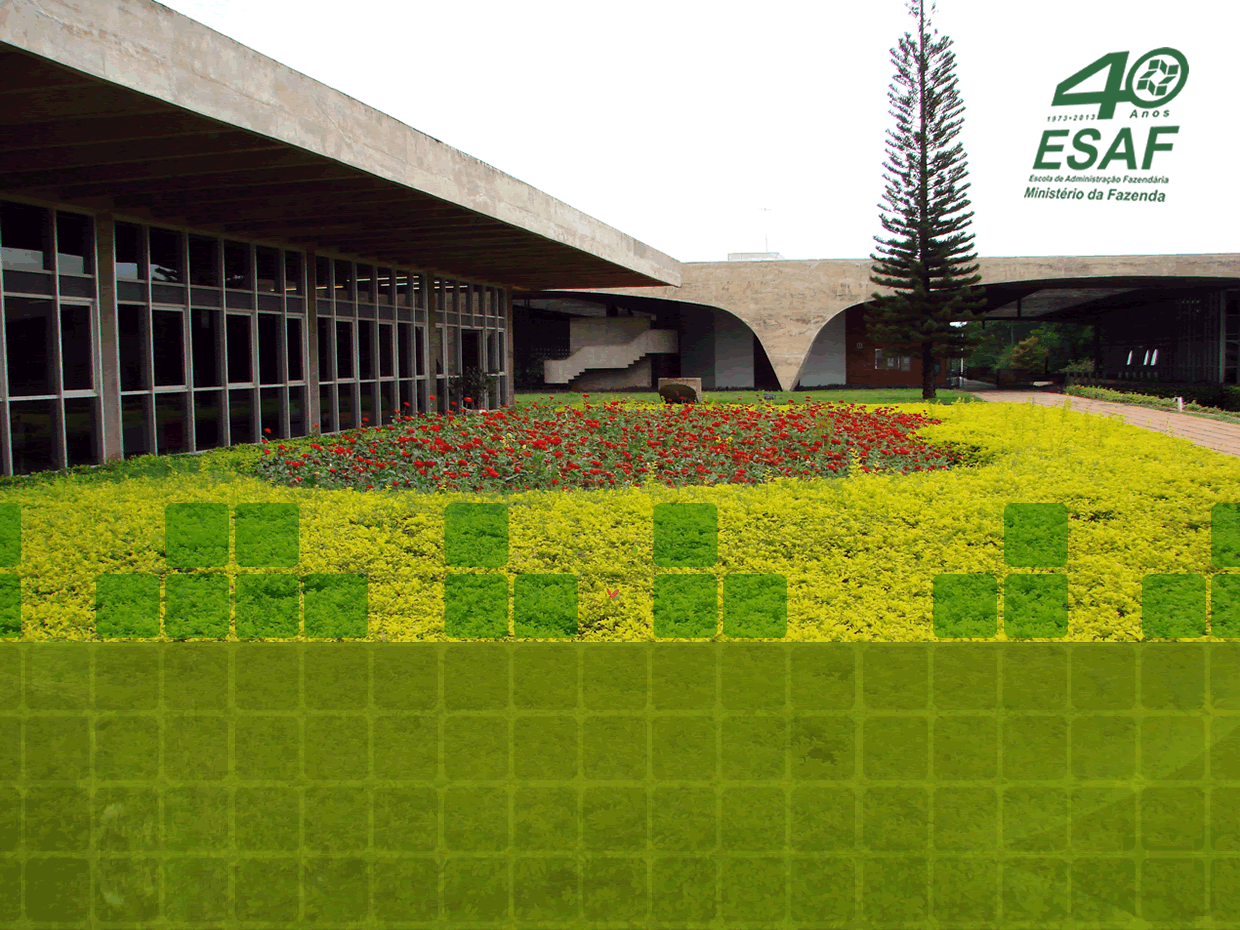 40
1973•2013 Anos
ESAF
Escola de Administração Fazendária
Ministério da Fazenda